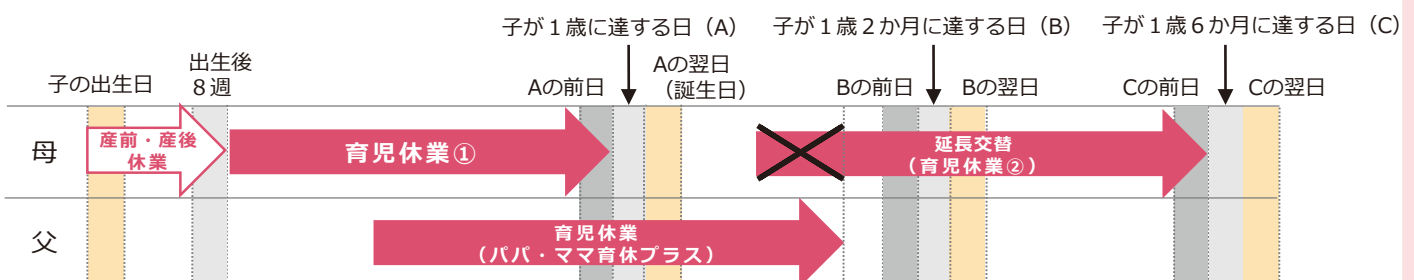 子が１歳に達する日（A）
子が１歳２か月に達する日（B）
子が１歳６か月に達する日（C）
子の出生日
出生後
８週
Aの前日
Aの翌日
（誕生日）
Bの前日
Bの翌日
Cの前日
Cの翌日
母
産前・産後
休業
育児休業①
延長交替
（育児休業②）
父
育児休業
（パパ・ママ育休プラス）